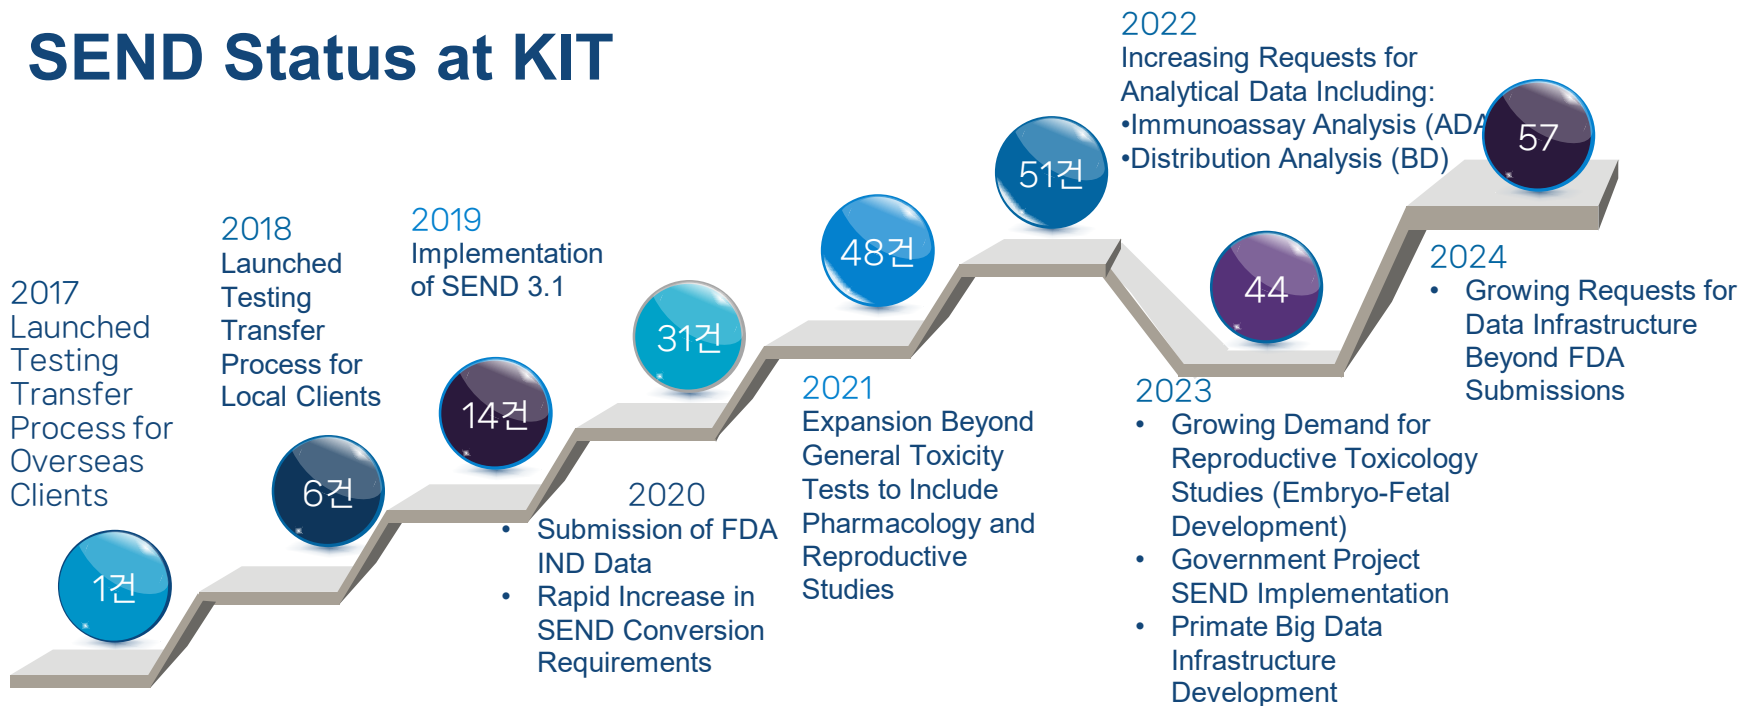 SEND Status at KIT
2017
Launched
Testing
Transfer
Process for
Overseas
Clients
1건
2018
Launched
Testing
Transfer
Process for
Local Clients
6건
2019
Implementation
of SEND 3.1
14건
2020
• Submission of FDA
IND Data
• Rapid Increase in
SEND Conversion
Requirements
31건
2021
Expansion Beyond
General Toxicity
Tests to Include
Pharmacology and
Reproductive
Studies
48건
2022
Increasing Requests for
Analytical Data Including:
•Immunoassay Analysis (ADA
•Distribution Analysis (BD)
51건
2023
• Growing Demand for
Reproductive Toxicology
Studies (Embryo-Fetal
Development)
• Government Project
SEND Implementation
• Primate Big Data
Infrastructure
Development
44
2024
• Growing Requests for
Data Infrastructure
Beyond FDA
Submissions
57